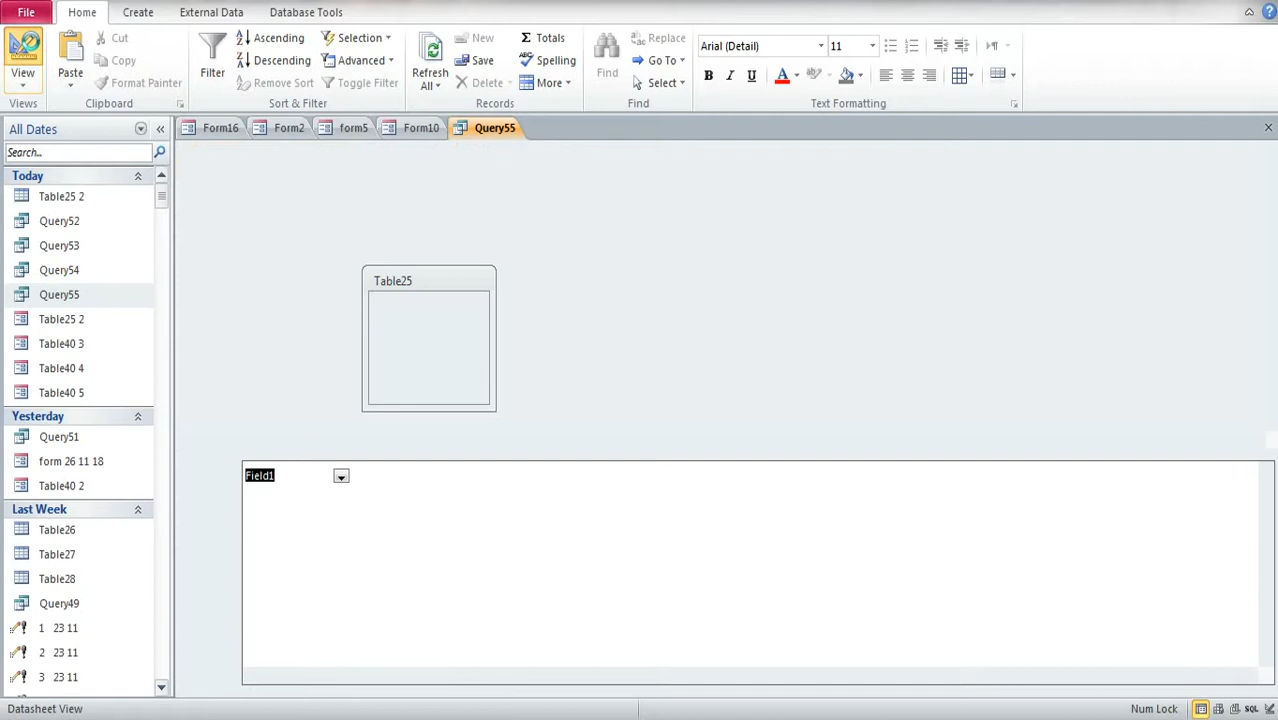 File Home Create External Data Database Tools
View
Views
Paste
Cut
Copy
Format Painter
Clipboard
Filter
Ascending
Descending
Remove Sort
Selection
Advanced
Toggle Filter
Sort & Filter
Refresh
All
New
Save
Delete
Totals
Spelling
More
Records
Find
Replace
Go To
Select
Find
Arial (Detail) 11
B I U A
Text Formatting
All Dates
Search...
Form16 Form2 form5 Form10 Query55
Today
Table25 2
Query52
Query53
Query54
Query55
Table25 2
Table40 3
Table40 4
Table40 5
Yesterday
Query51
form 26 11 18
Table40 2
Last Week
Table26
Table27
Table28
Query49
1 23 11
2 23 11
3 23 11
Table25
Field1
Datasheet View
Num Lock
SQL